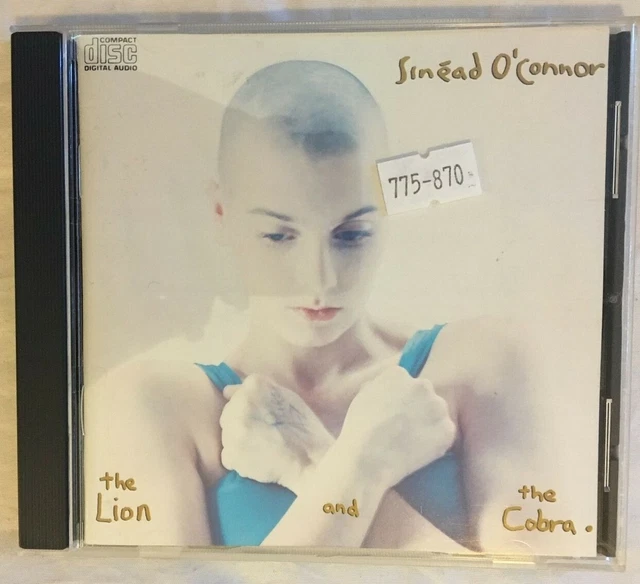 COMPACT
disc
DIGITAL AUDIO
Sinéad O'Connor
775-870
the
Lion
and
the
Cobra.